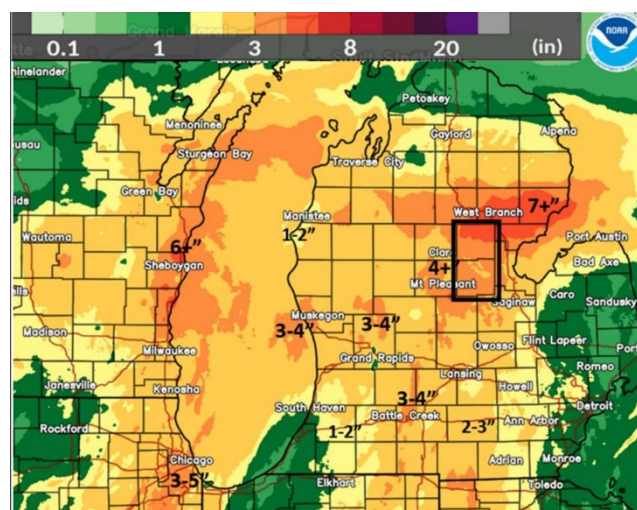 0.1 1 3 8 20 (in)
NOAA
hinelander
Petoskey
Menoninee
Gaylord
Alpena
Sturgeon Bay
Traverse City
Green Bay
West Branch
7+”
Manistee
Wautoma
1-2”
Port Austin
6+”
Clare
Bad Axe
Sheboygan
4+
Mt Pleasant
Saginaw
Caro
Sandusky
Muskegon
3-4”
3-4”
Madison
Milwaukee
Owosso
Flint Lapeer
Grand Rapids
Romeo
Lansing
Janesville
Kenosha
3-4”
Howell
South Haven
Battle Creek
Detroit
Rockford
1-2”
2-3”
Ann Arbor
Chicago
Adrian
Monroe
3-5”
Elkhart
Toledo